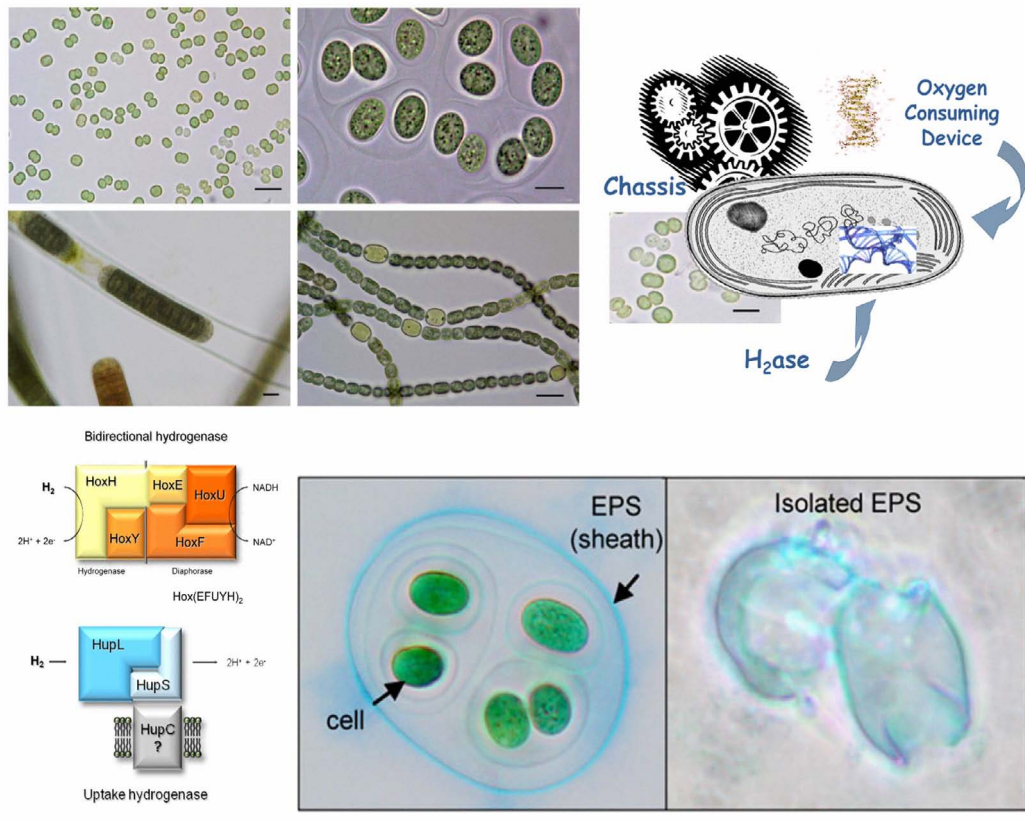 Oxygen
Consuming
Device
Chassis
H₂ase
Bidirectional hydrogenase
HoxH
HoxE
HoxU
H₂
NADH
HoxY
HoxF
2H⁺ + 2e⁻
NAD⁺
Hydrogenase
Diaphorase
Hox(EFUYH)₂
HupL
H₂
2H⁺ + 2e⁻
HupS
HupC
?
Uptake hydrogenase
EPS
(sheath)
cell
Isolated EPS